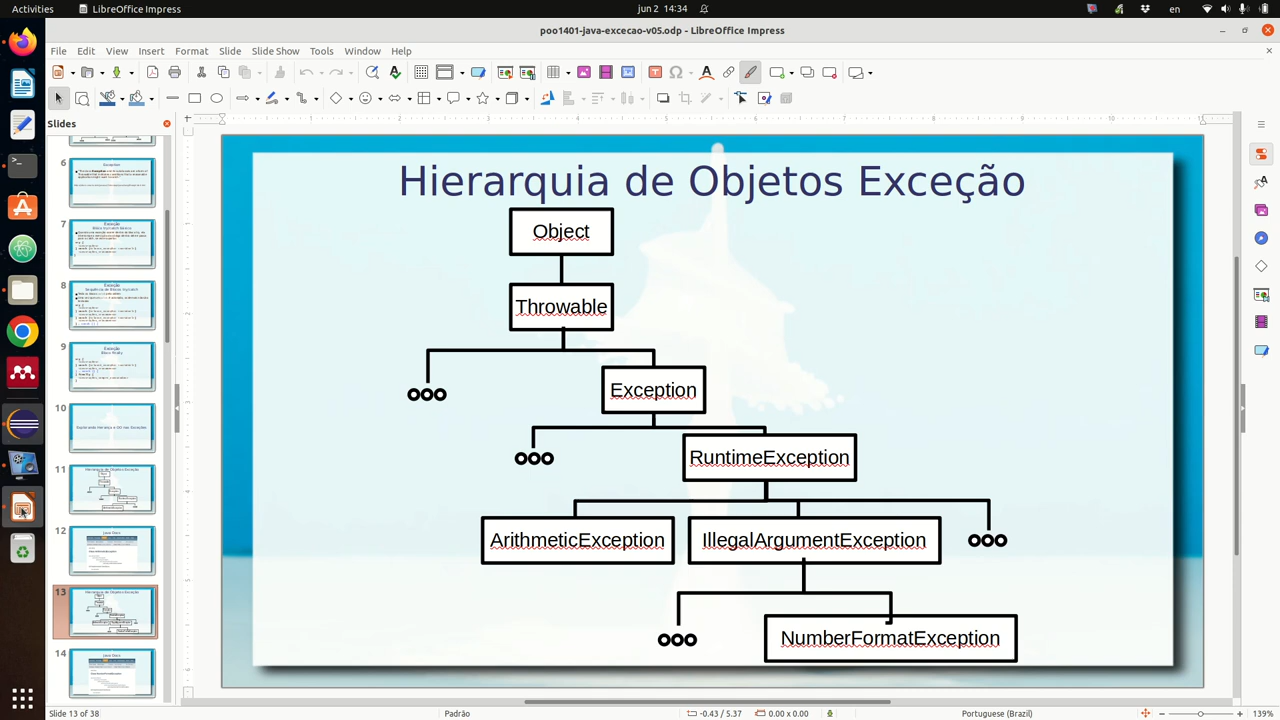 Activities
LibreOffice Impress
jun 2 14:34
en
poo1401-java-excecao-v05.odp - LibreOffice Impress
File Edit View Insert Format Slide Slide Show Tools Window Help
Slides
6
7
8
9
10
11
12
13
14
Hierarquia de Objetos Exceção
Object
Throwable
Exception
RuntimeException
ArithmeticException
IllegalArgumentException
NumberFormatException
Slide 13 of 38
Padrão
-0.43 / 5.37
0.00 x 0.00
Portuguese (Brazil)
139%